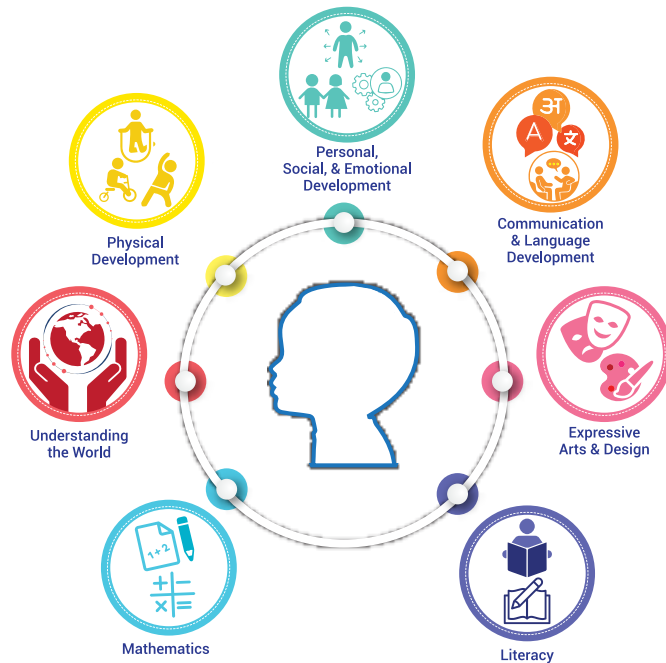 Personal,
Social, & Emotional
Development
अ
A
文
Communication
& Language
Development
Physical
Development
Expressive
Arts & Design
Understanding
the World
1+2
+ −
× =
Mathematics
Literacy